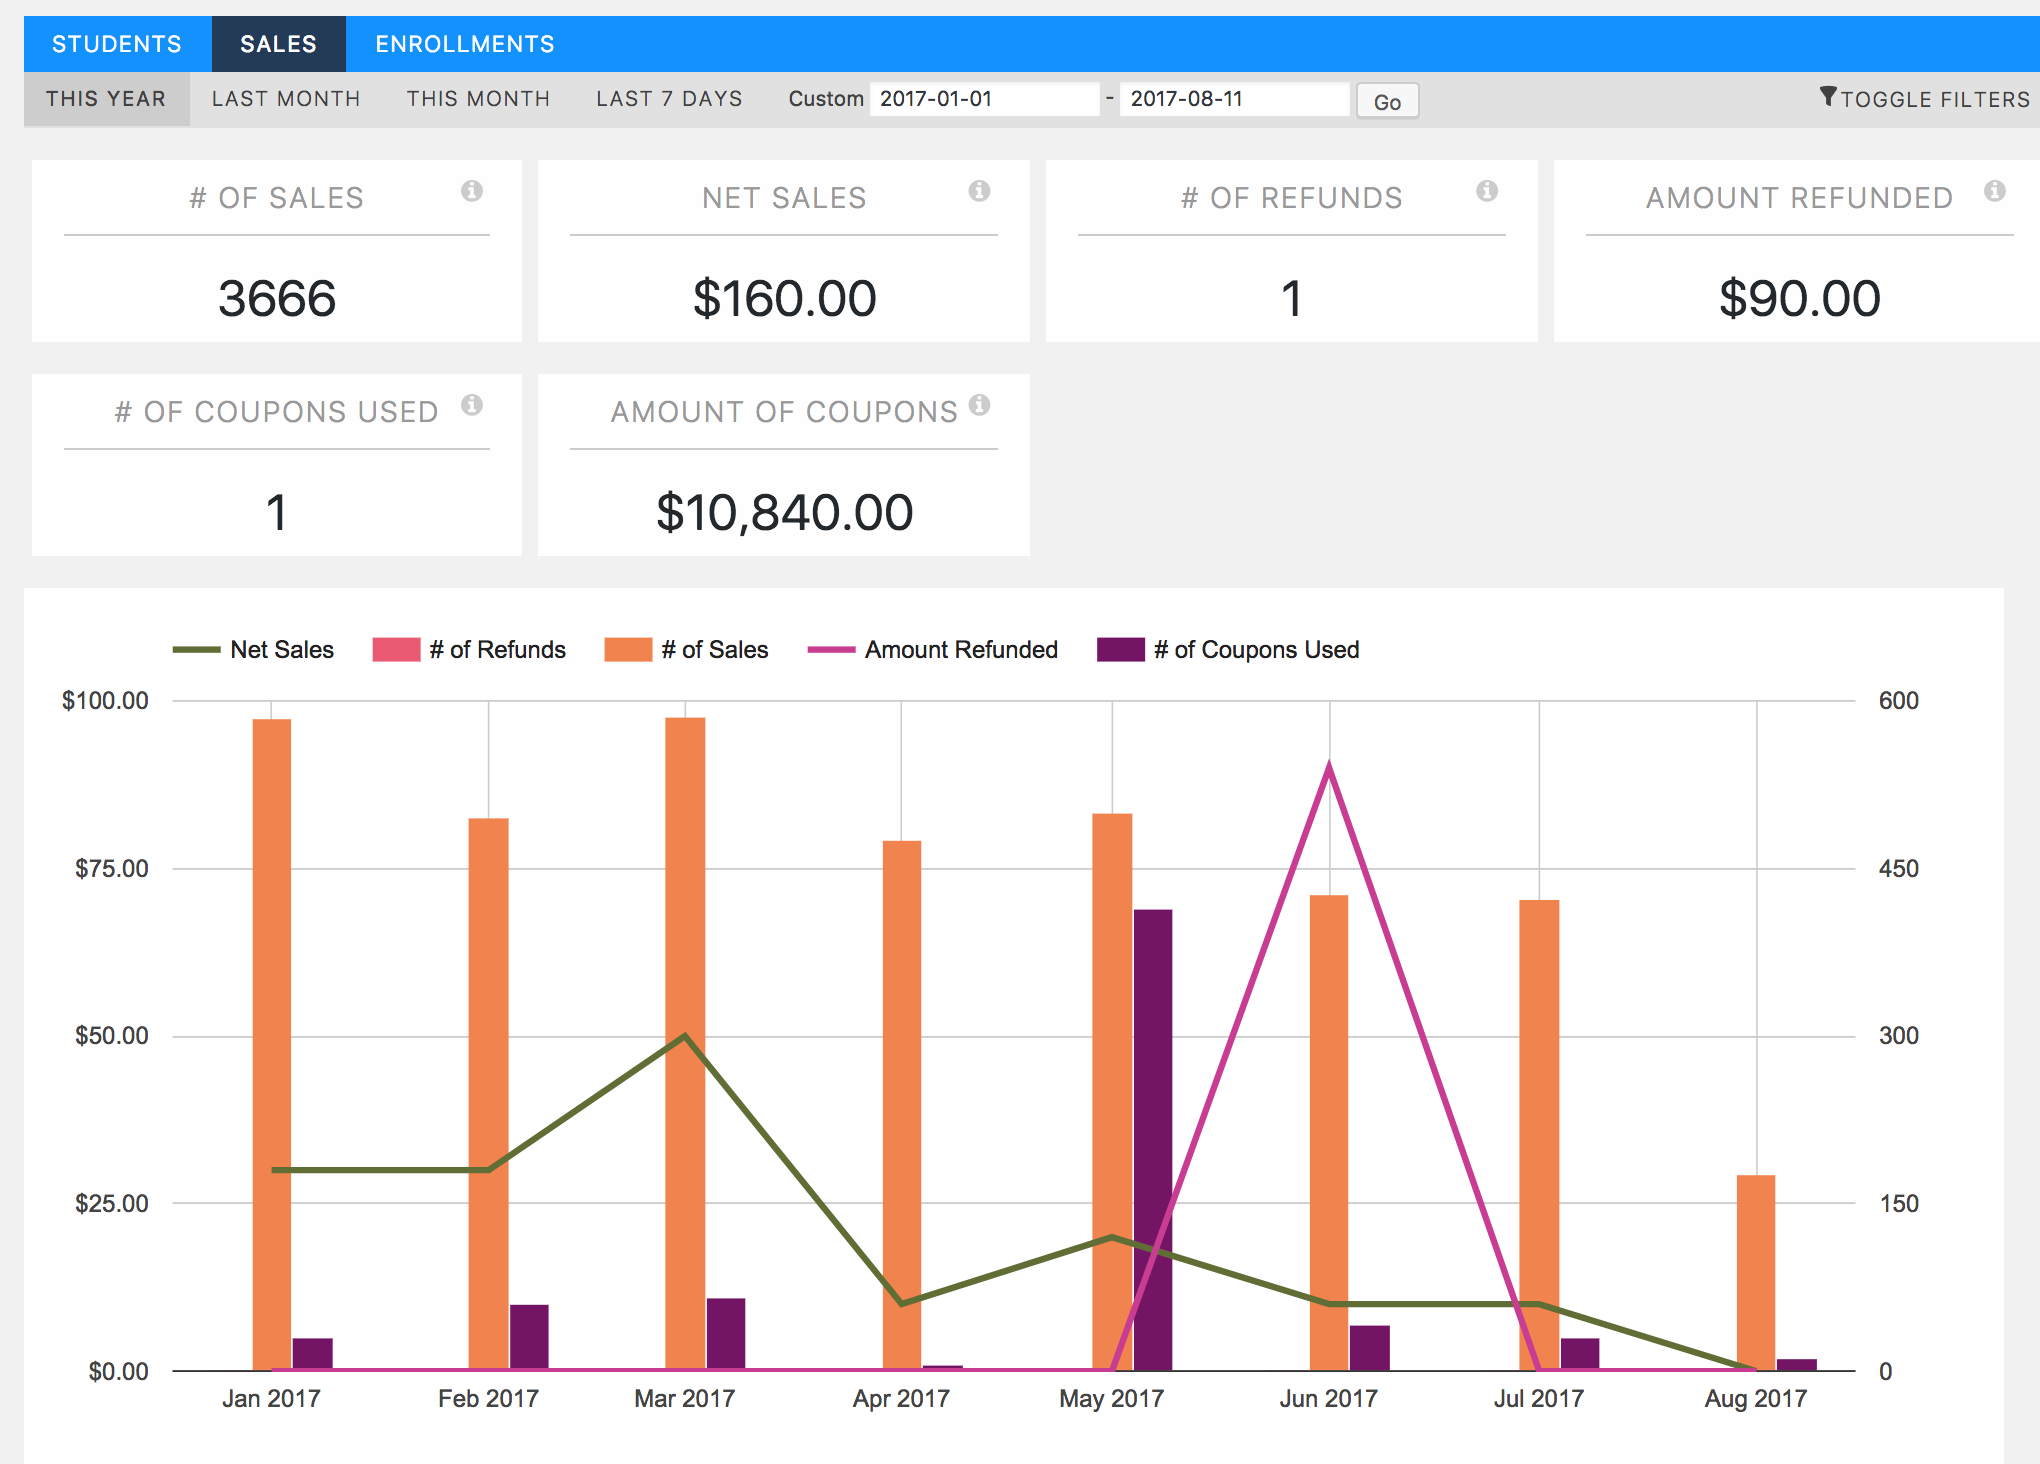 STUDENTS SALES ENROLLMENTS
THIS YEAR LAST MONTH THIS MONTH LAST 7 DAYS Custom 2017-01-01 - 2017-08-11 Go TOGGLE FILTERS
# OF SALES NET SALES # OF REFUNDS AMOUNT REFUNDED
3666 $160.00 1 $90.00
# OF COUPONS USED AMOUNT OF COUPONS
1 $10,840.00
Net Sales # of Refunds # of Sales Amount Refunded # of Coupons Used
$100.00 600
$75.00 450
$50.00 300
$25.00 150
$0.00 0
Jan 2017 Feb 2017 Mar 2017 Apr 2017 May 2017 Jun 2017 Jul 2017 Aug 2017